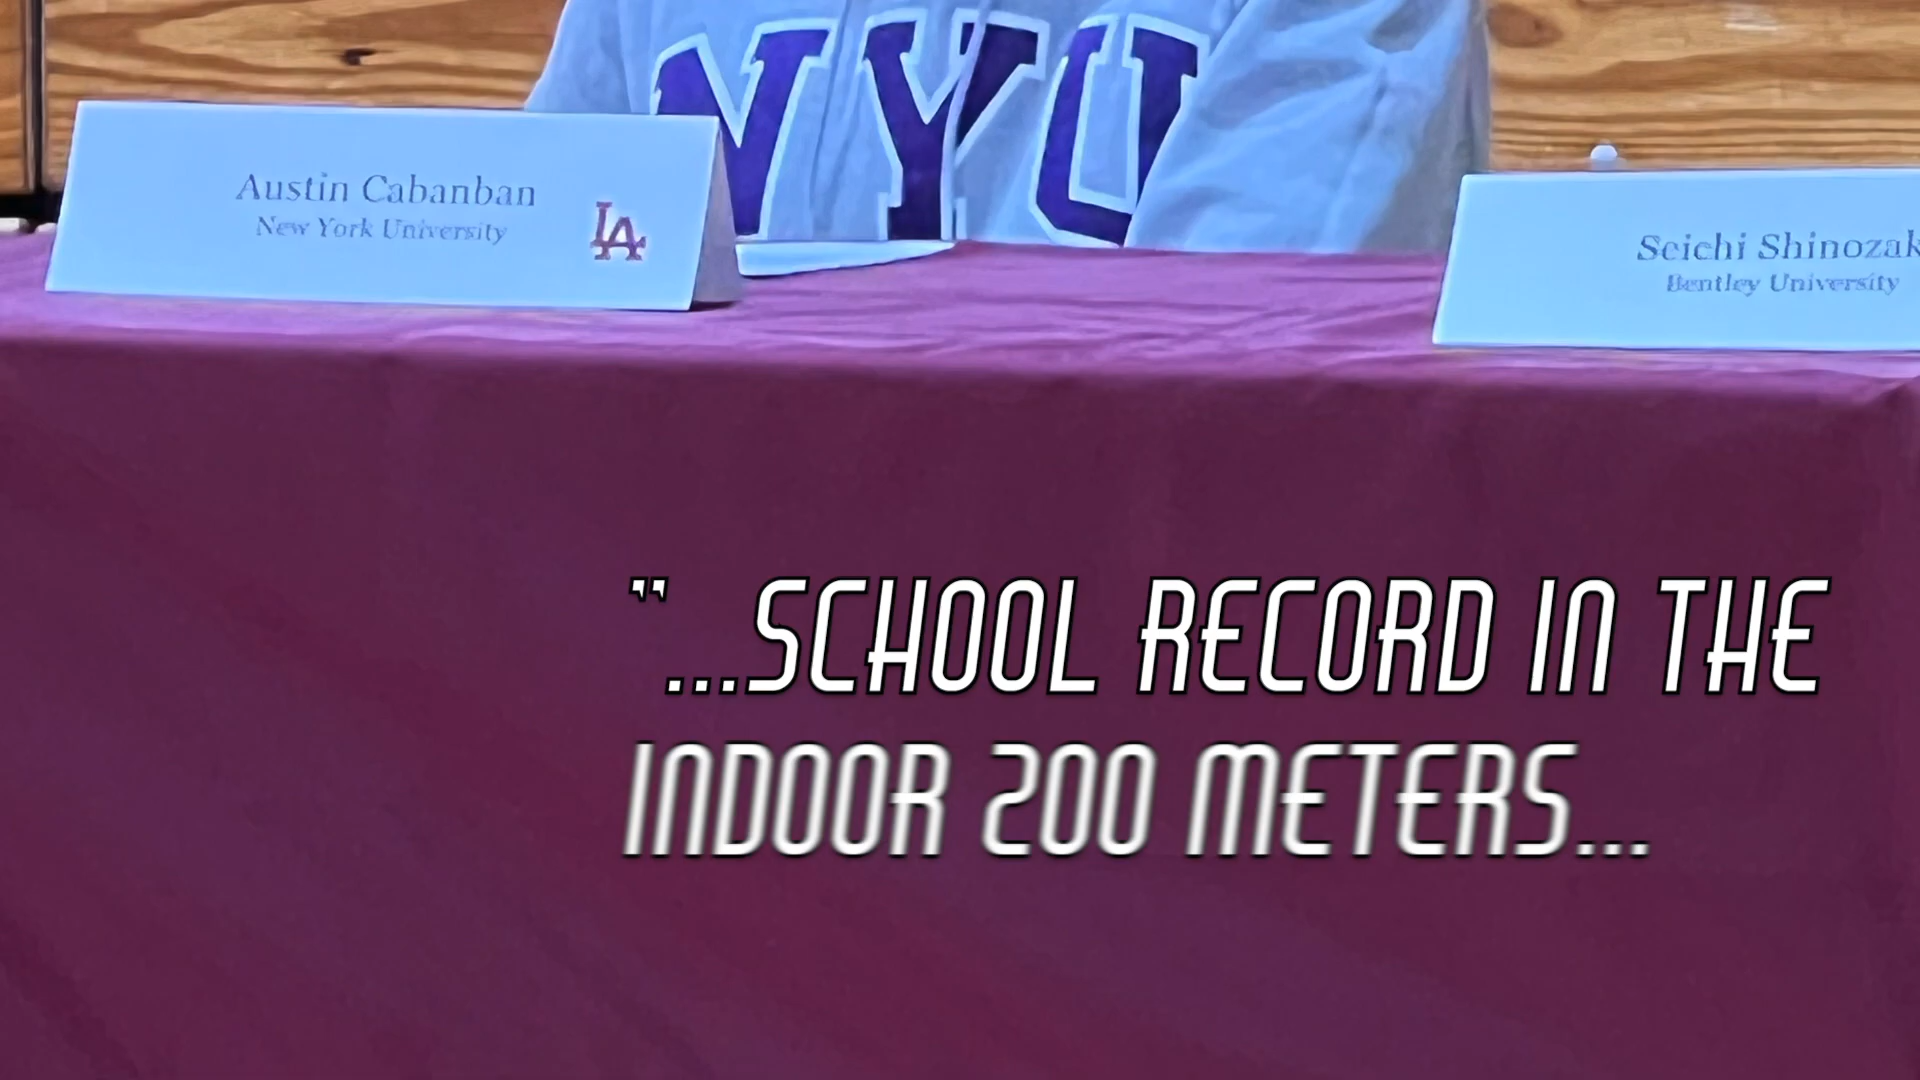 NYU
Austin Cabanban
New York University
LA
Seichi Shinozak
Bentley University
"...SCHOOL RECORD IN THE
INDOOR 200 METERS...